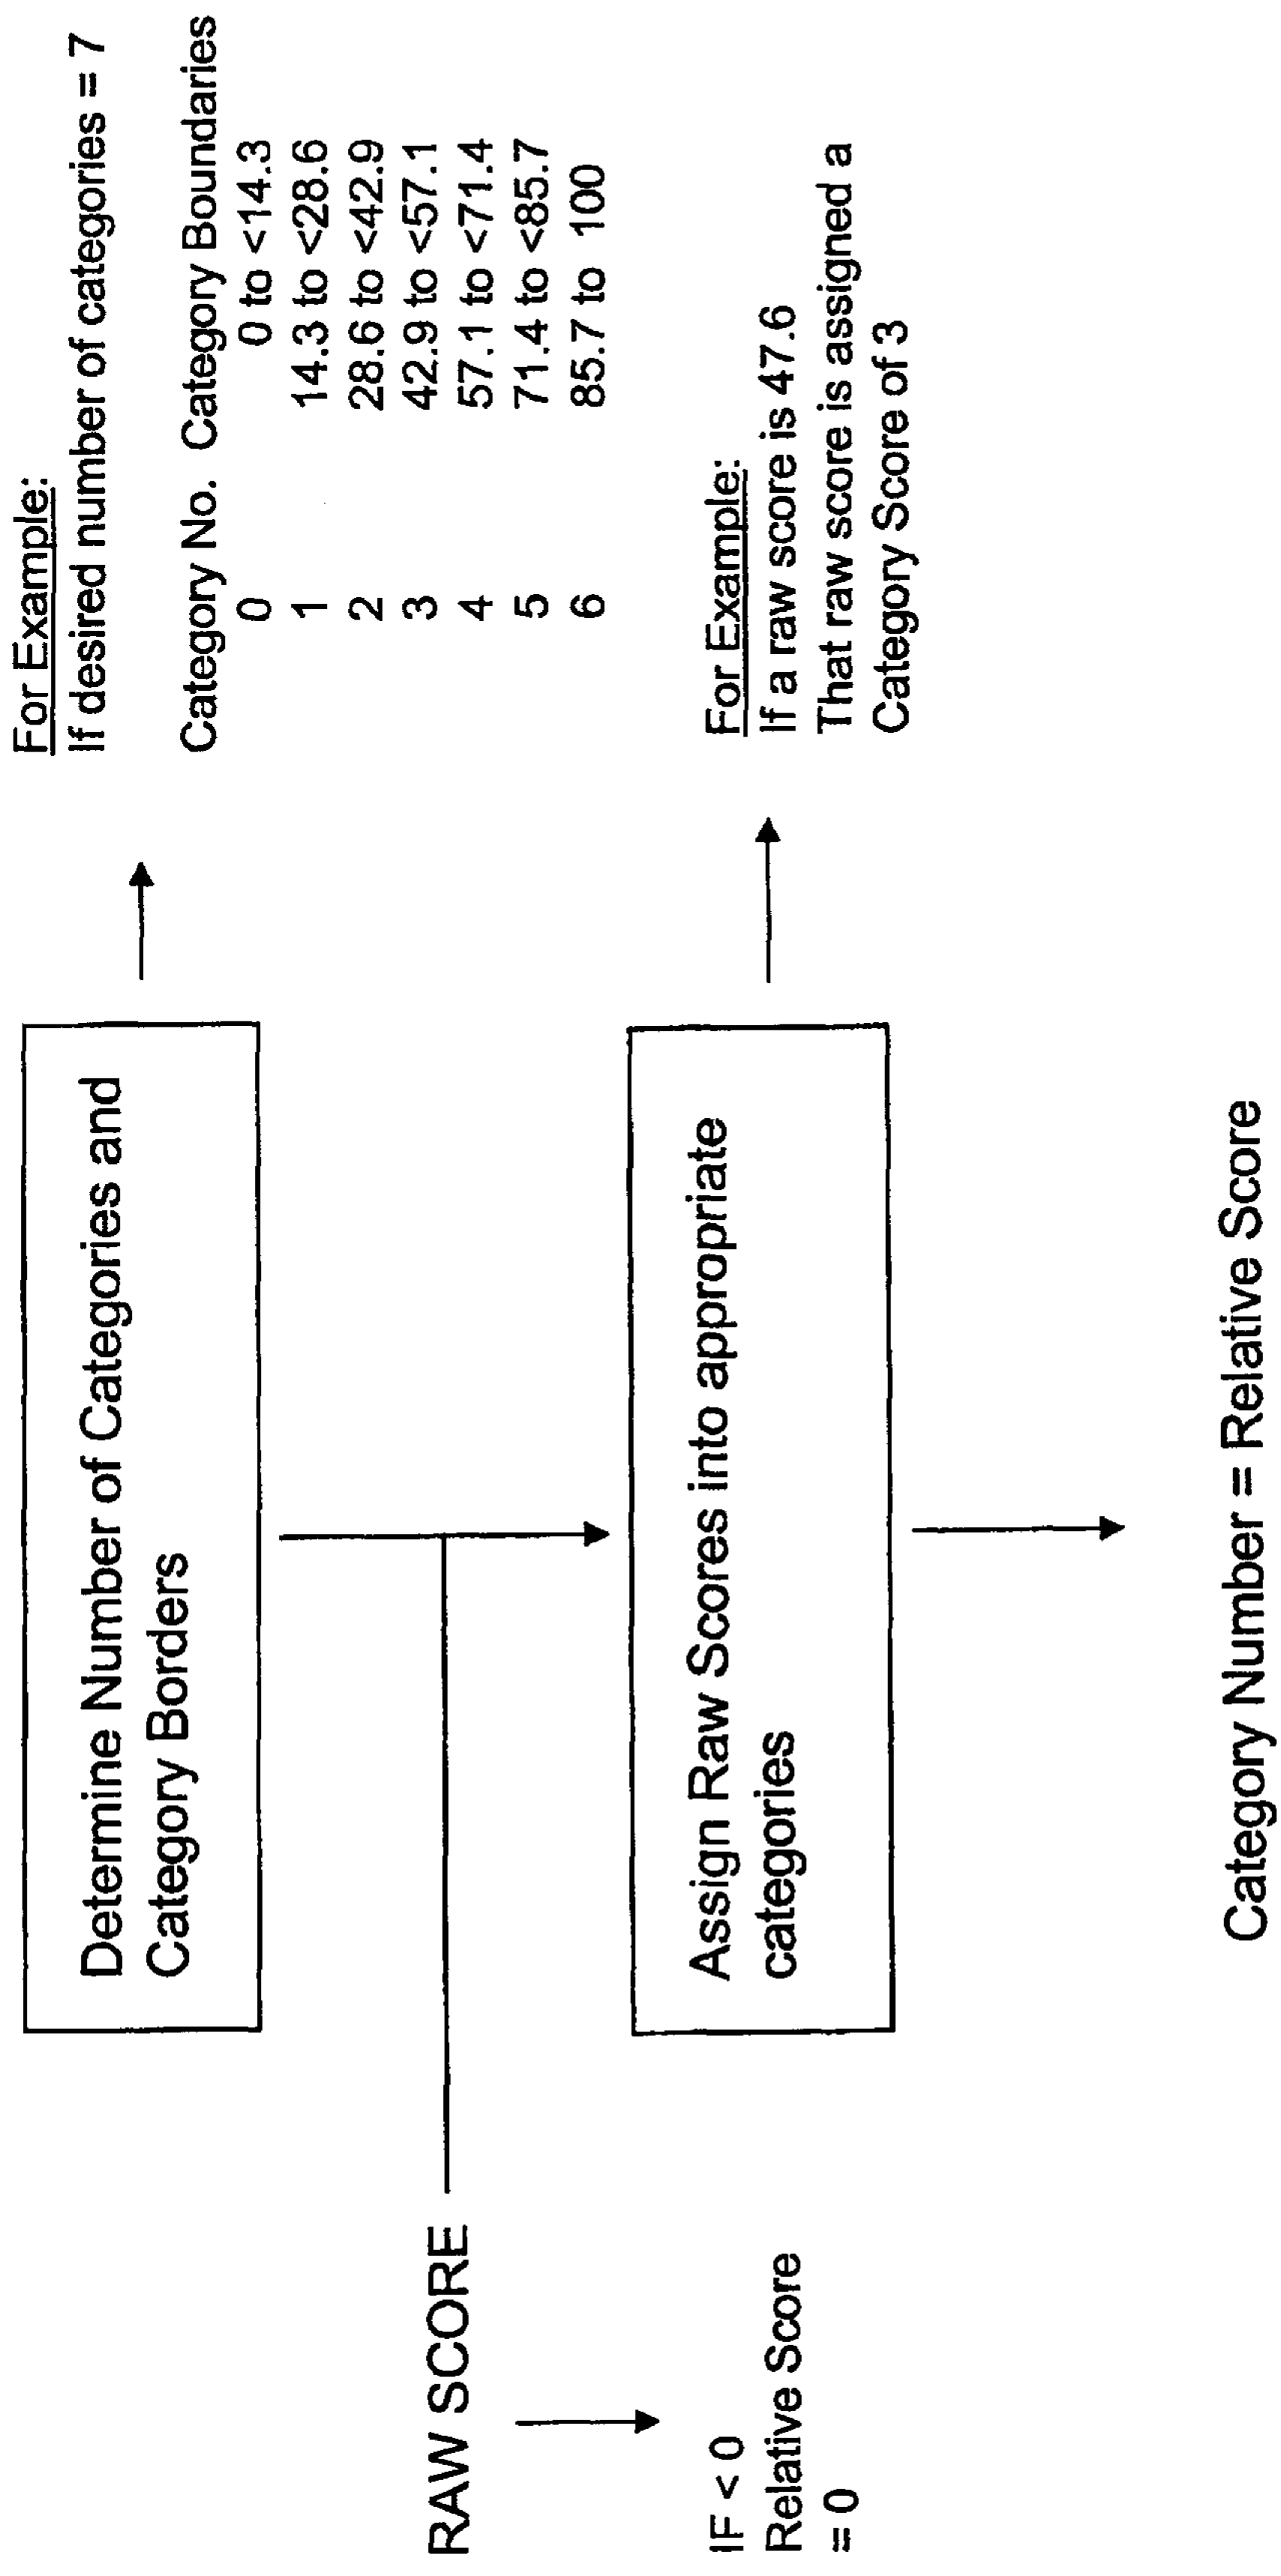 Determine Number of Categories and
Category Borders
For Example:
If desired number of categories = 7
Category No. Category Boundaries
0 0 to <14.3
1 14.3 to <28.6
2 28.6 to <42.9
3 42.9 to <57.1
4 57.1 to <71.4
5 71.4 to <85.7
6 85.7 to 100
RAW SCORE
IF < 0
Relative Score
= 0
Assign Raw Scores into appropriate
categories
For Example:
If a raw score is 47.6
That raw score is assigned a
Category Score of 3
Category Number = Relative Score